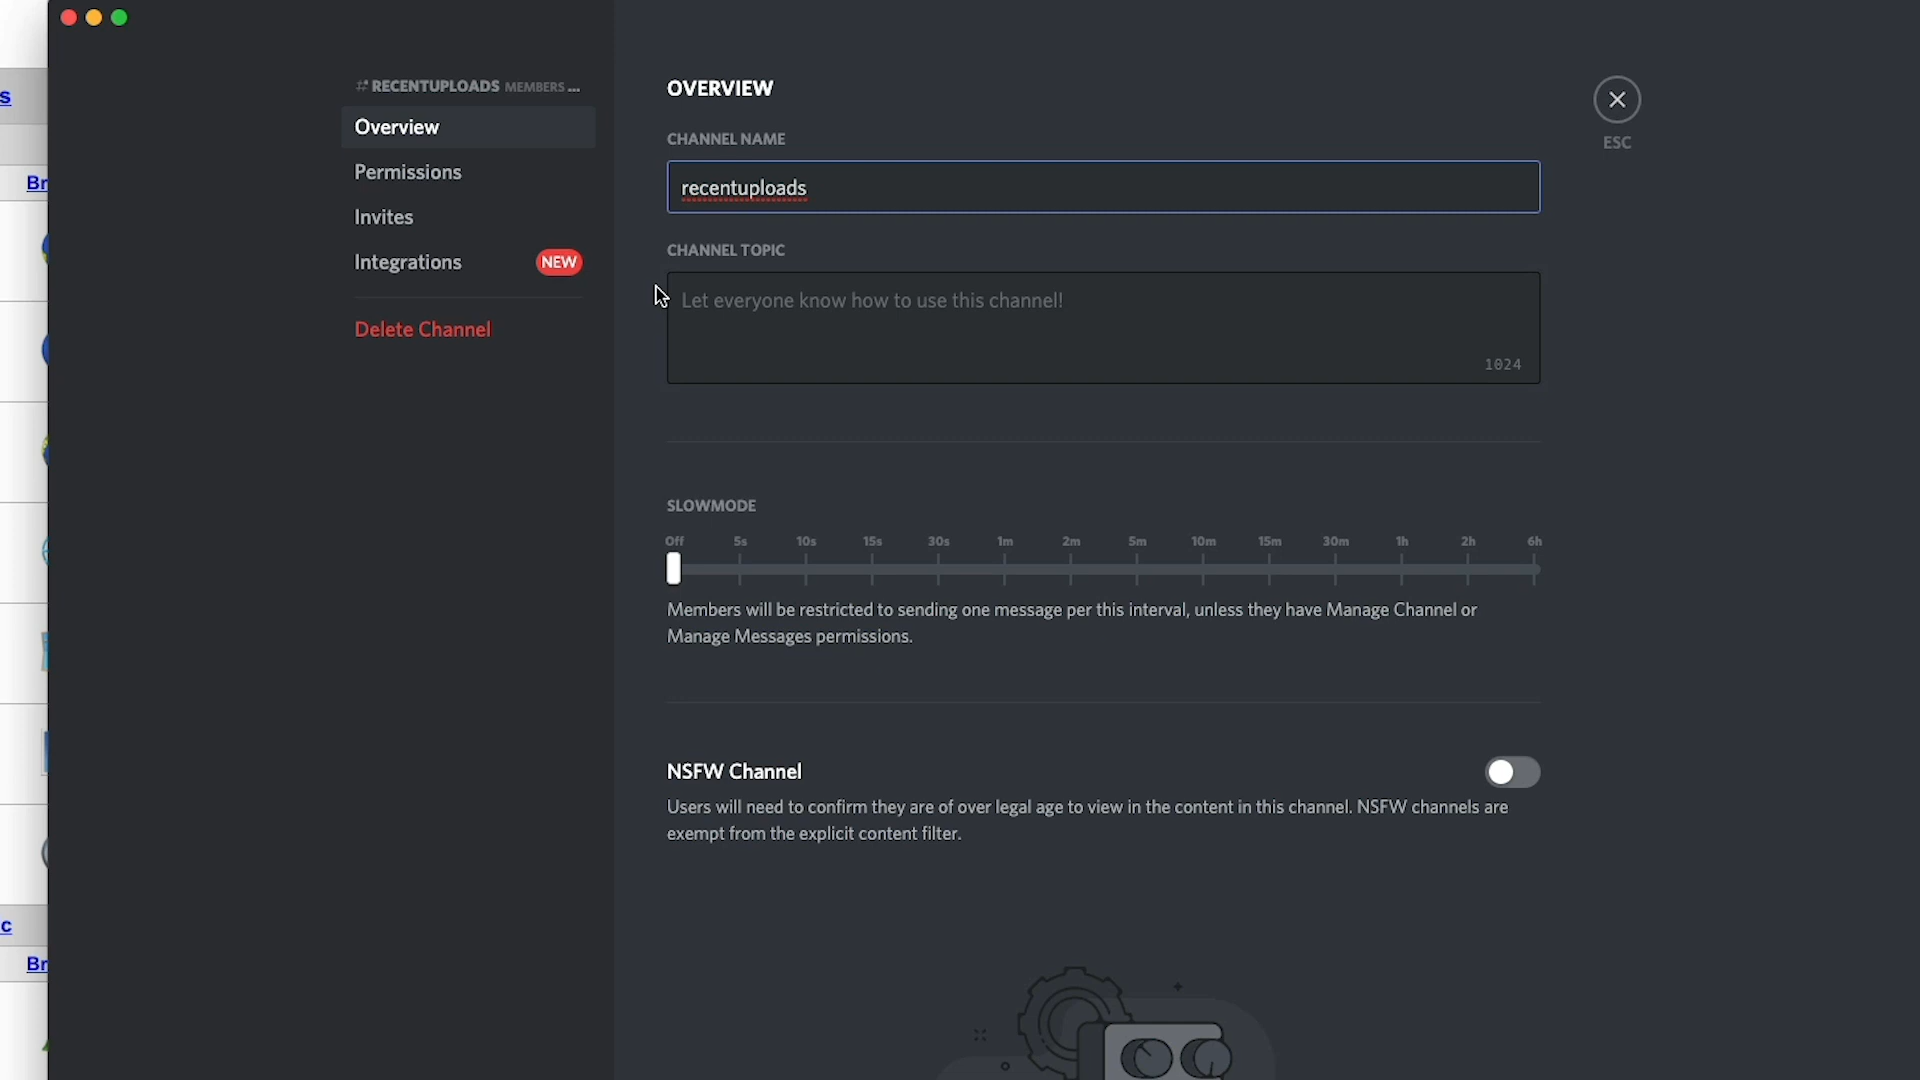 s
Br
c
Br
# RECENTUPLOADS MEMBERS ...
Overview
Permissions
Invites
Integrations NEW
Delete Channel
OVERVIEW
CHANNEL NAME
recentuploads
CHANNEL TOPIC
Let everyone know how to use this channel!
1024
SLOWMODE
Off 5s 10s 15s 30s 1m 2m 5m 10m 15m 30m 1h 2h 6h
Members will be restricted to sending one message per this interval, unless they have Manage Channel or
Manage Messages permissions.
NSFW Channel
Users will need to confirm they are of over legal age to view in the content in this channel. NSFW channels are
exempt from the explicit content filter.
ESC